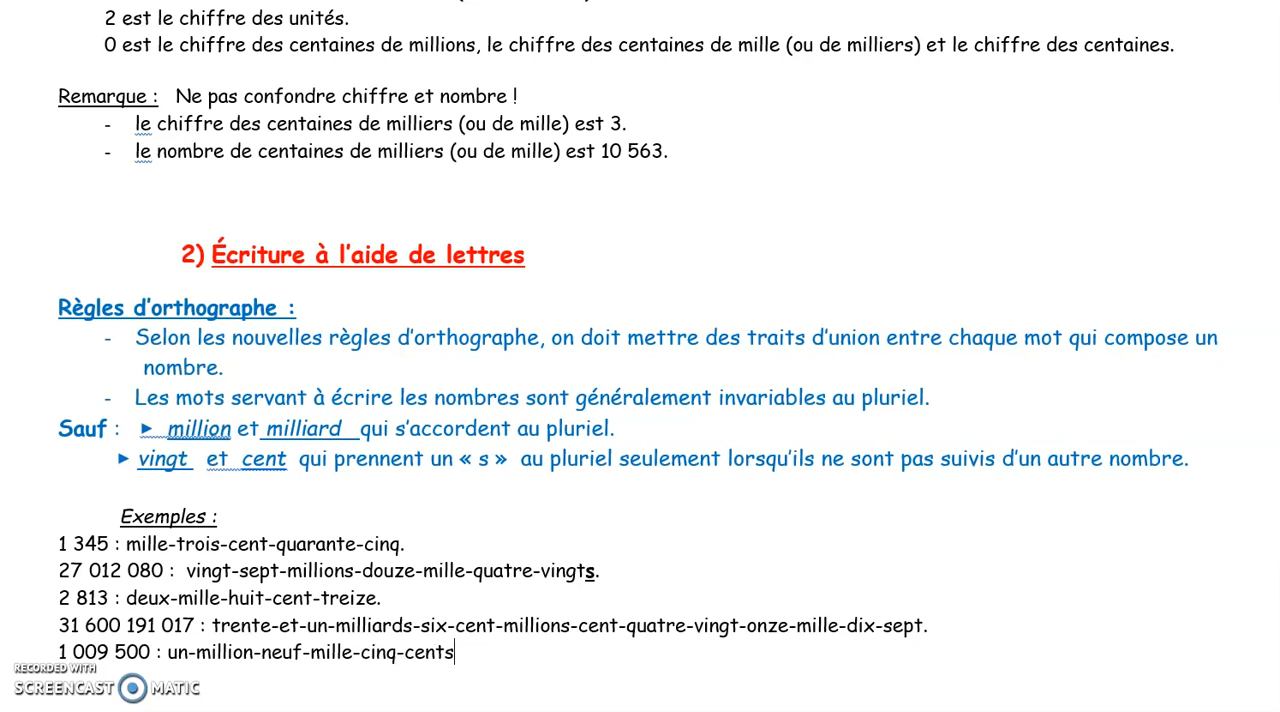 2 est le chiffre des unités.
0 est le chiffre des centaines de millions, le chiffre des centaines de mille (ou de milliers) et le chiffre des centaines.
Remarque : Ne pas confondre chiffre et nombre !
- le chiffre des centaines de milliers (ou de mille) est 3.
- le nombre de centaines de milliers (ou de mille) est 10 563.
2) Écriture à l'aide de lettres
Règles d'orthographe :
- Selon les nouvelles règles d'orthographe, on doit mettre des traits d'union entre chaque mot qui compose un
nombre.
- Les mots servant à écrire les nombres sont généralement invariables au pluriel.
Sauf : ► million et milliard qui s'accordent au pluriel.
► vingt et cent qui prennent un « s » au pluriel seulement lorsqu'ils ne sont pas suivis d'un autre nombre.
Exemples :
1 345 : mille-trois-cent-quarante-cinq.
27 012 080 : vingt-sept-millions-douze-mille-quatre-vingts.
2 813 : deux-mille-huit-cent-treize.
31 600 191 017 : trente-et-un-milliards-six-cent-millions-cent-quatre-vingt-onze-mille-dix-sept.
1 009 500 : un-million-neuf-mille-cinq-cents
RECORDED WITH
SCREENCAST MATIC